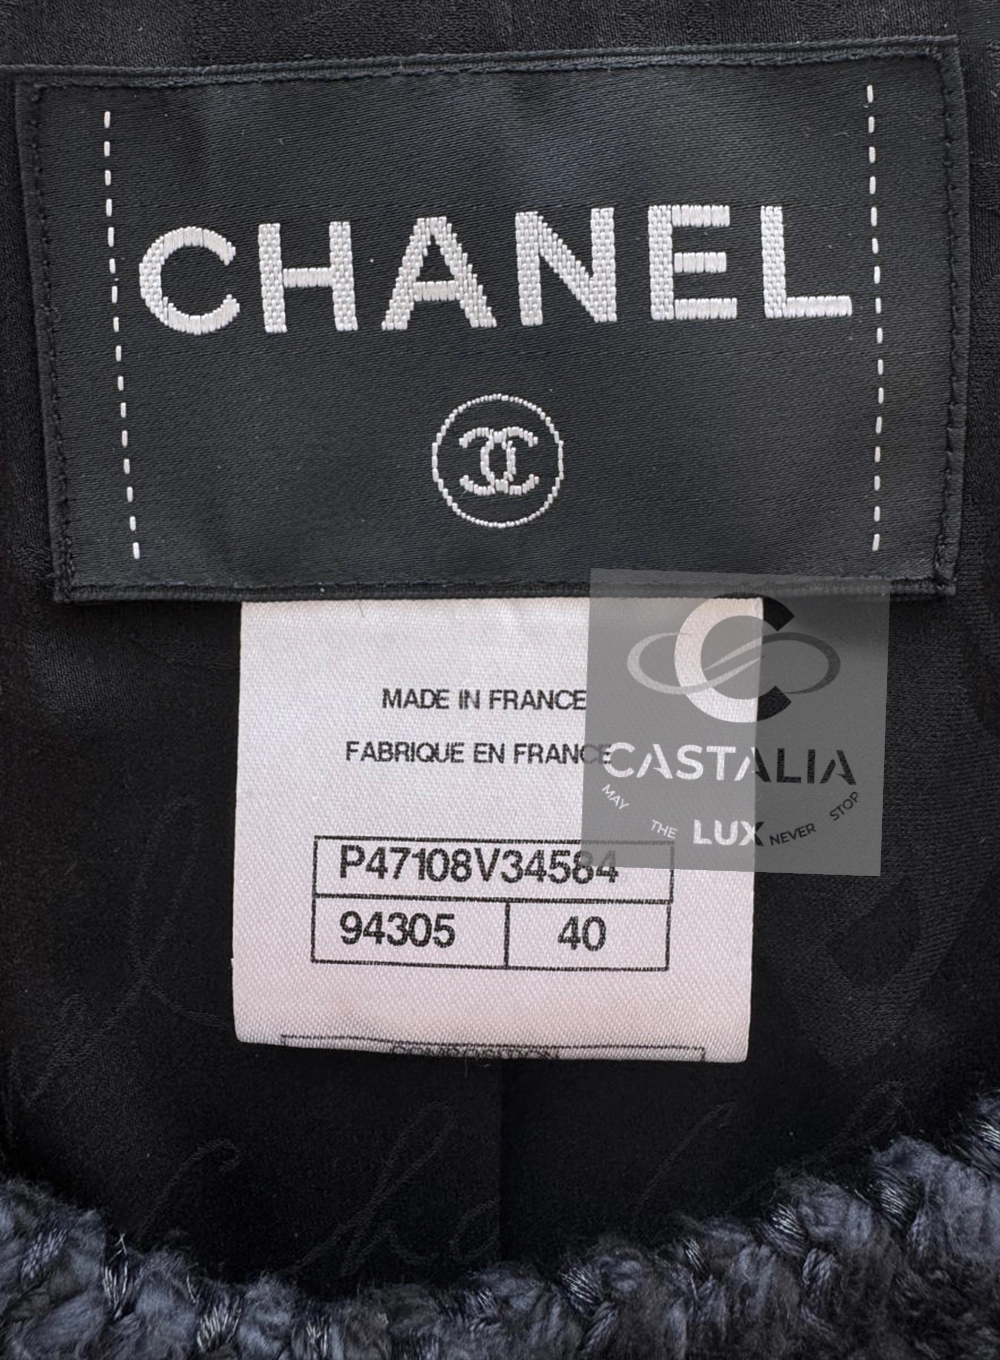 CHANEL
MADE IN FRANCE
FABRIQUE EN FRANCE
CASTALIA
MAY THE LUX NEVER STOP
P47108V34584
94305 40